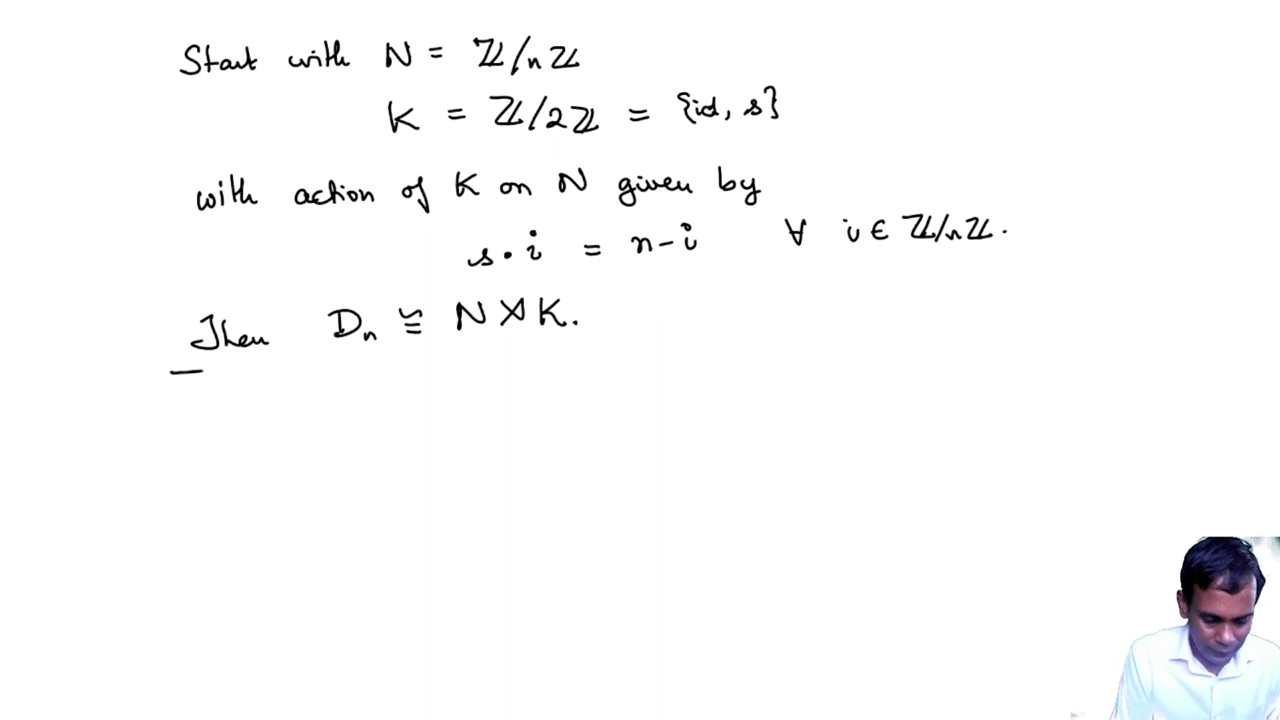 Start with N = ℤ/nℤ
K = ℤ/2ℤ = {id, s}
with action of K on N given by
s · i = n - i ∀ i ∈ ℤ/nℤ.
Then Dₙ ≅ N ⋊ K.